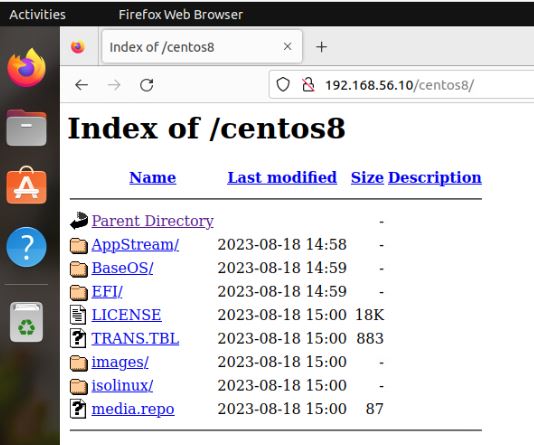 Activities Firefox Web Browser
Index of /centos8
192.168.56.10/centos8/
Index of /centos8
Name Last modified Size Description
Parent Directory -
AppStream/ 2023-08-18 14:58 -
BaseOS/ 2023-08-18 14:59 -
EFI/ 2023-08-18 14:59 -
LICENSE 2023-08-18 15:00 18K
TRANS.TBL 2023-08-18 15:00 883
images/ 2023-08-18 15:00 -
isolinux/ 2023-08-18 15:00 -
media.repo 2023-08-18 15:00 87